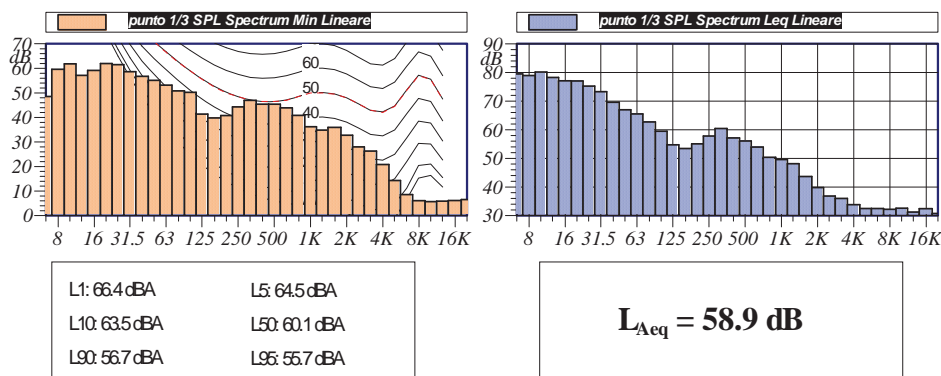 punto 1/3 SPL Spectrum Min Lineare
70
dB
60
50
40
30
20
10
0
60
50
40
8 16 31.5 63 125 250 500 1K 2K 4K 8K 16K
punto 1/3 SPL Spectrum Leq Lineare
90
dB
80
70
60
50
40
30
8 16 31.5 63 125 250 500 1K 2K 4K 8K 16K
L1: 66.4 dBA L5: 64.5 dBA
L10: 63.5 dBA L50: 60.1 dBA
L90: 56.7 dBA L95: 55.7 dBA
LAeq = 58.9 dB